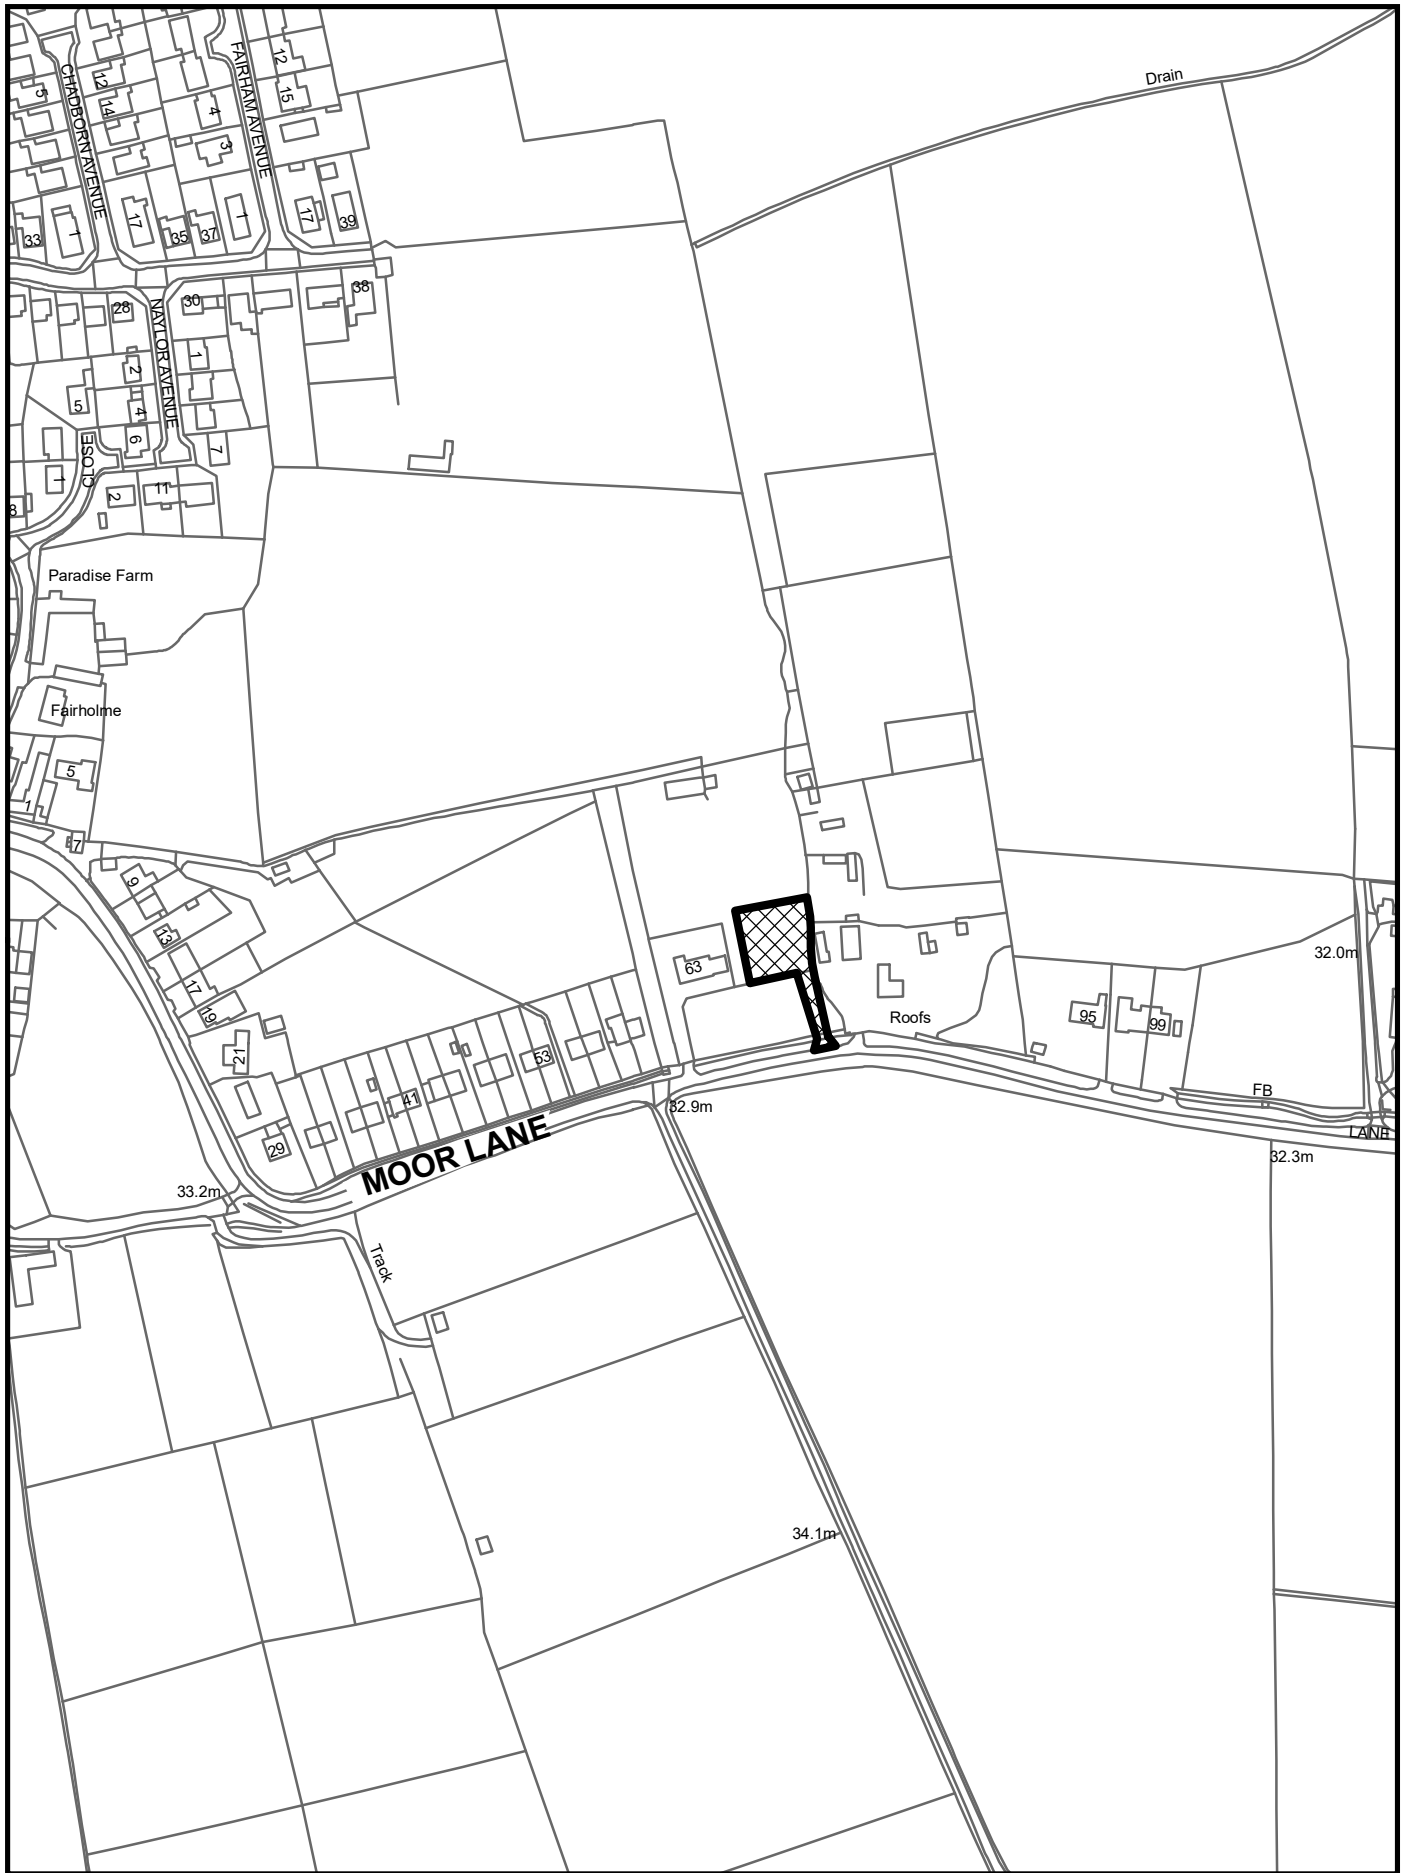 Drain
CHADBORN AVENUE
FAIRHAM AVENUE
12
15
5
12
14
4
3
33
1
17
35
37
1
17
39
28
30
38
NAYLOR AVENUE
1
2
5
4
6
7
CLOSE
1
2
11
8
Paradise Farm
Fairholme
5
1
7
9
13
17
19
21
29
41
53
63
Roofs
95
99
32.0m
FB
LANE
32.9m
32.3m
MOOR LANE
33.2m
Track
34.1m